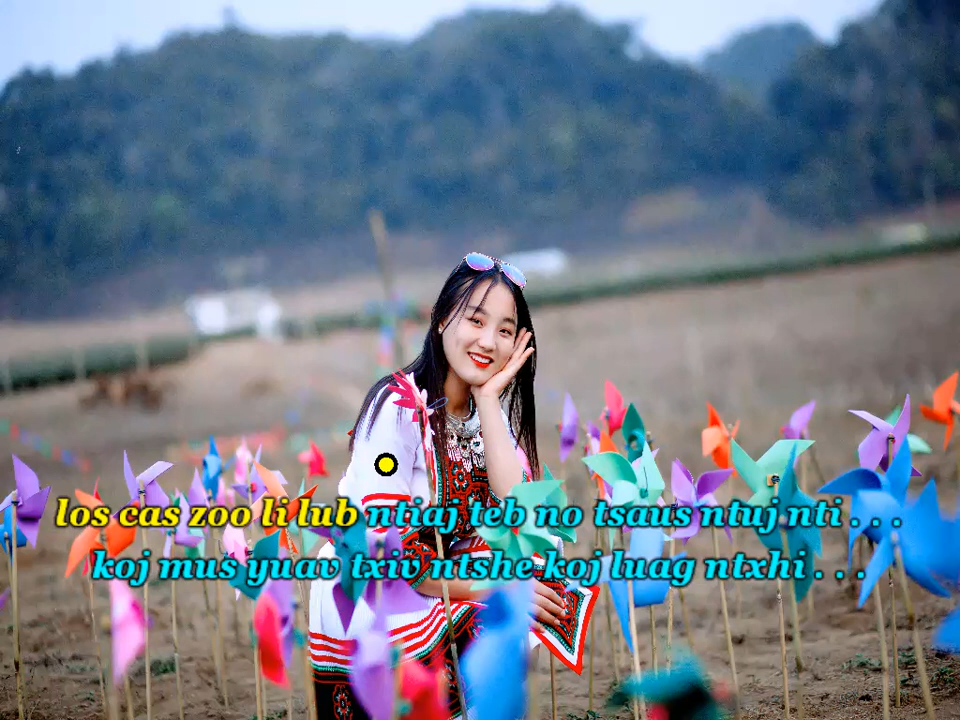 los cas zoo li lub ntiaj teb no tsaus ntuj nti . . .
koj mus yuav txiv ntshe koj luag ntxhi . . .